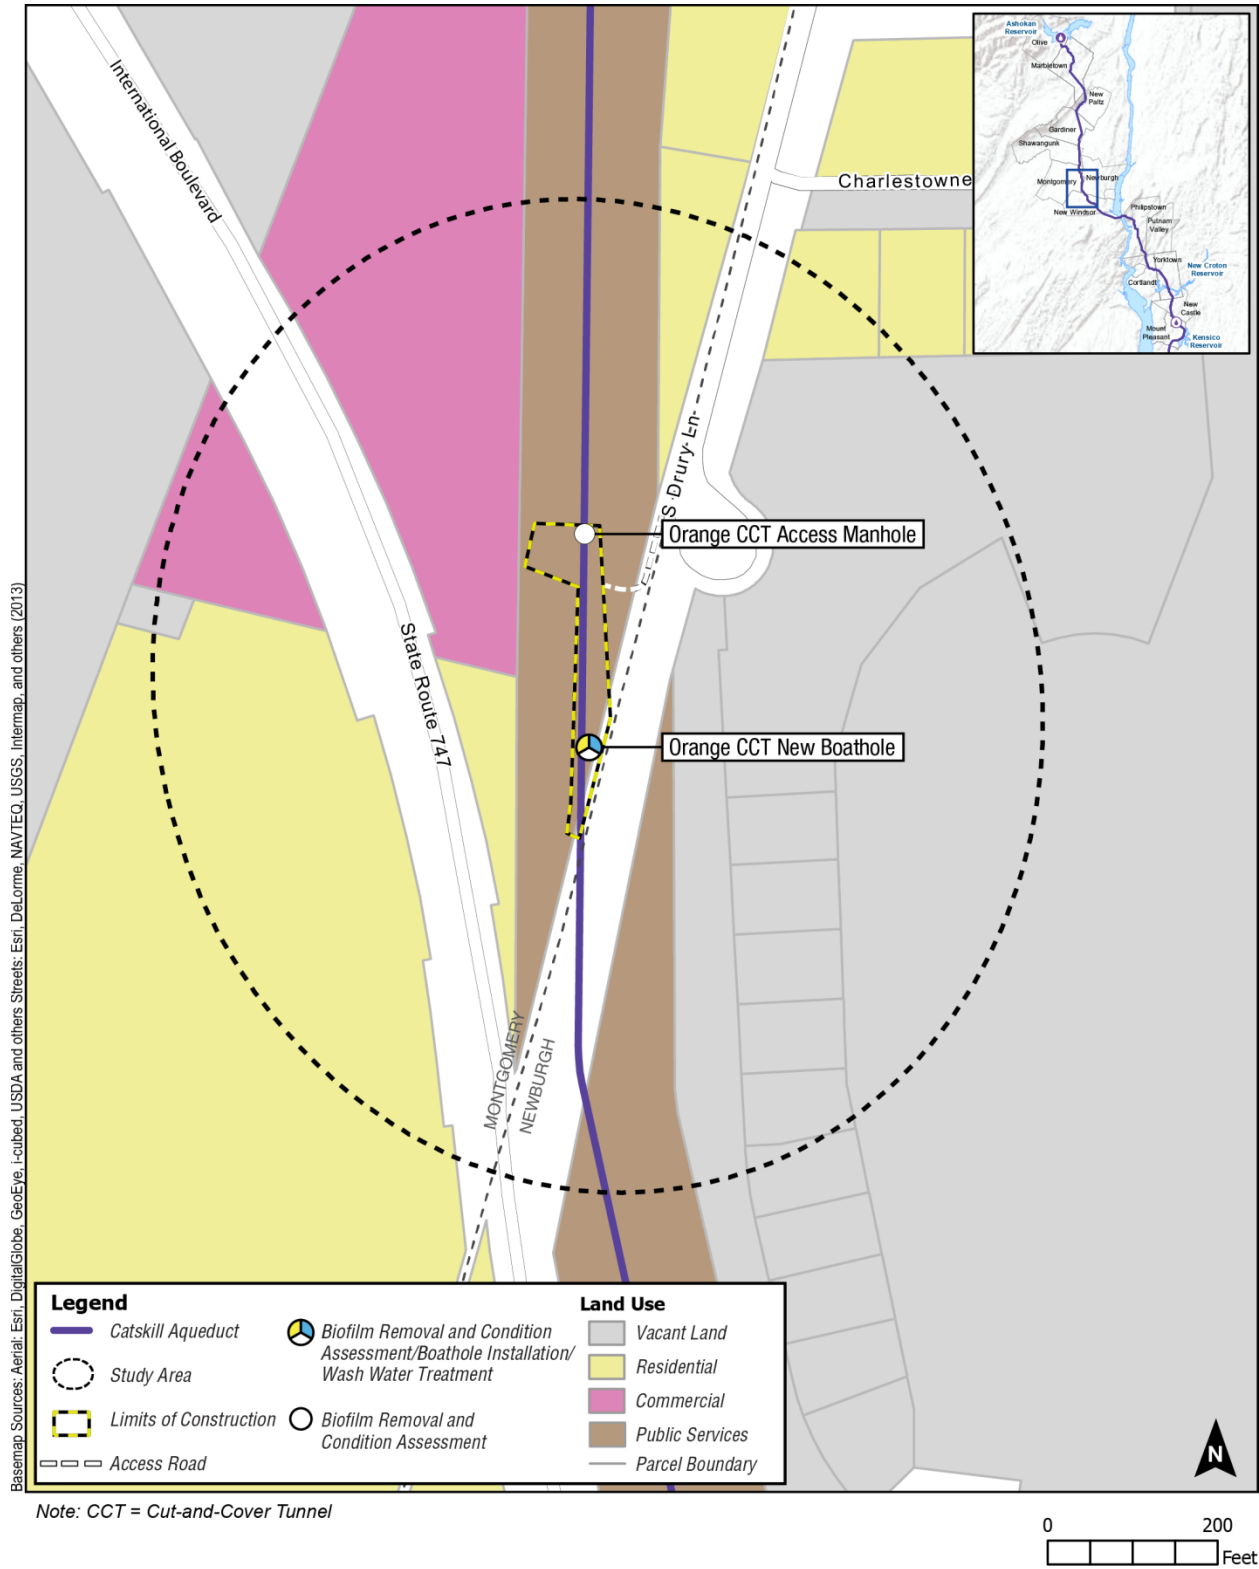 International Boulevard
Charlestowne
S Drury Ln
Orange CCT Access Manhole
State Route 747
Orange CCT New Boathole
MONTGOMERY
NEWBURGH
Ashokan
Reservoir
Olive
Marbletown
New
Paltz
Gardiner
Shawangunk
Montgomery
Newburgh
New Windsor
Philipstown
Putnam
Valley
Yorktown
New Croton
Reservoir
Cortlandt
New
Castle
Mount
Pleasant
Kensico
Reservoir
Basemap Sources: Aerial: Esri, DigitalGlobe, GeoEye, i-cubed, USDA and others Streets: Esri, DeLorme, NAVTEQ, USGS, Intermap, and others (2013)
Legend
Catskill Aqueduct
Study Area
Limits of Construction
Access Road
Biofilm Removal and Condition
Assessment/Boathole Installation/
Wash Water Treatment
Biofilm Removal and
Condition Assessment
Land Use
Vacant Land
Residential
Commercial
Public Services
Parcel Boundary
N
Note: CCT = Cut-and-Cover Tunnel
0 200
Feet